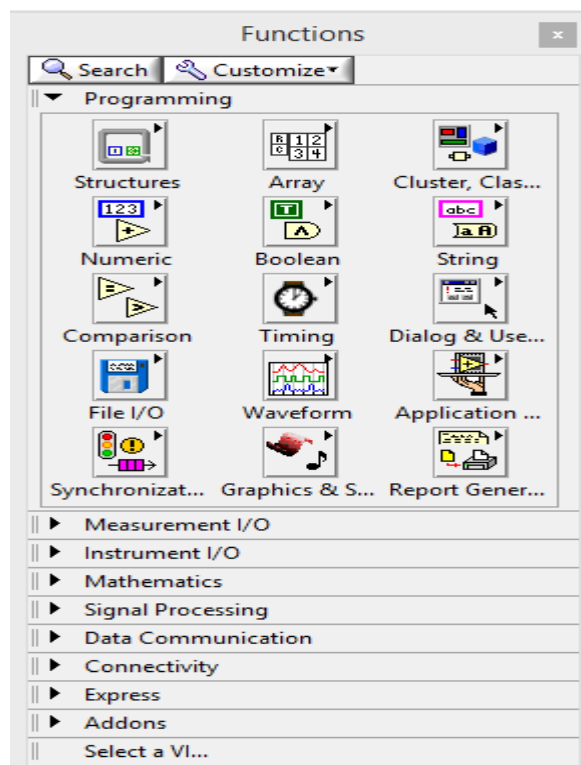 Functions
Search Customize
Programming
Structures Array Cluster, Clas...
Numeric Boolean String
Comparison Timing Dialog & Use...
File I/O Waveform Application ...
Synchronizat... Graphics & S... Report Gener...
Measurement I/O
Instrument I/O
Mathematics
Signal Processing
Data Communication
Connectivity
Express
Addons
Select a VI...